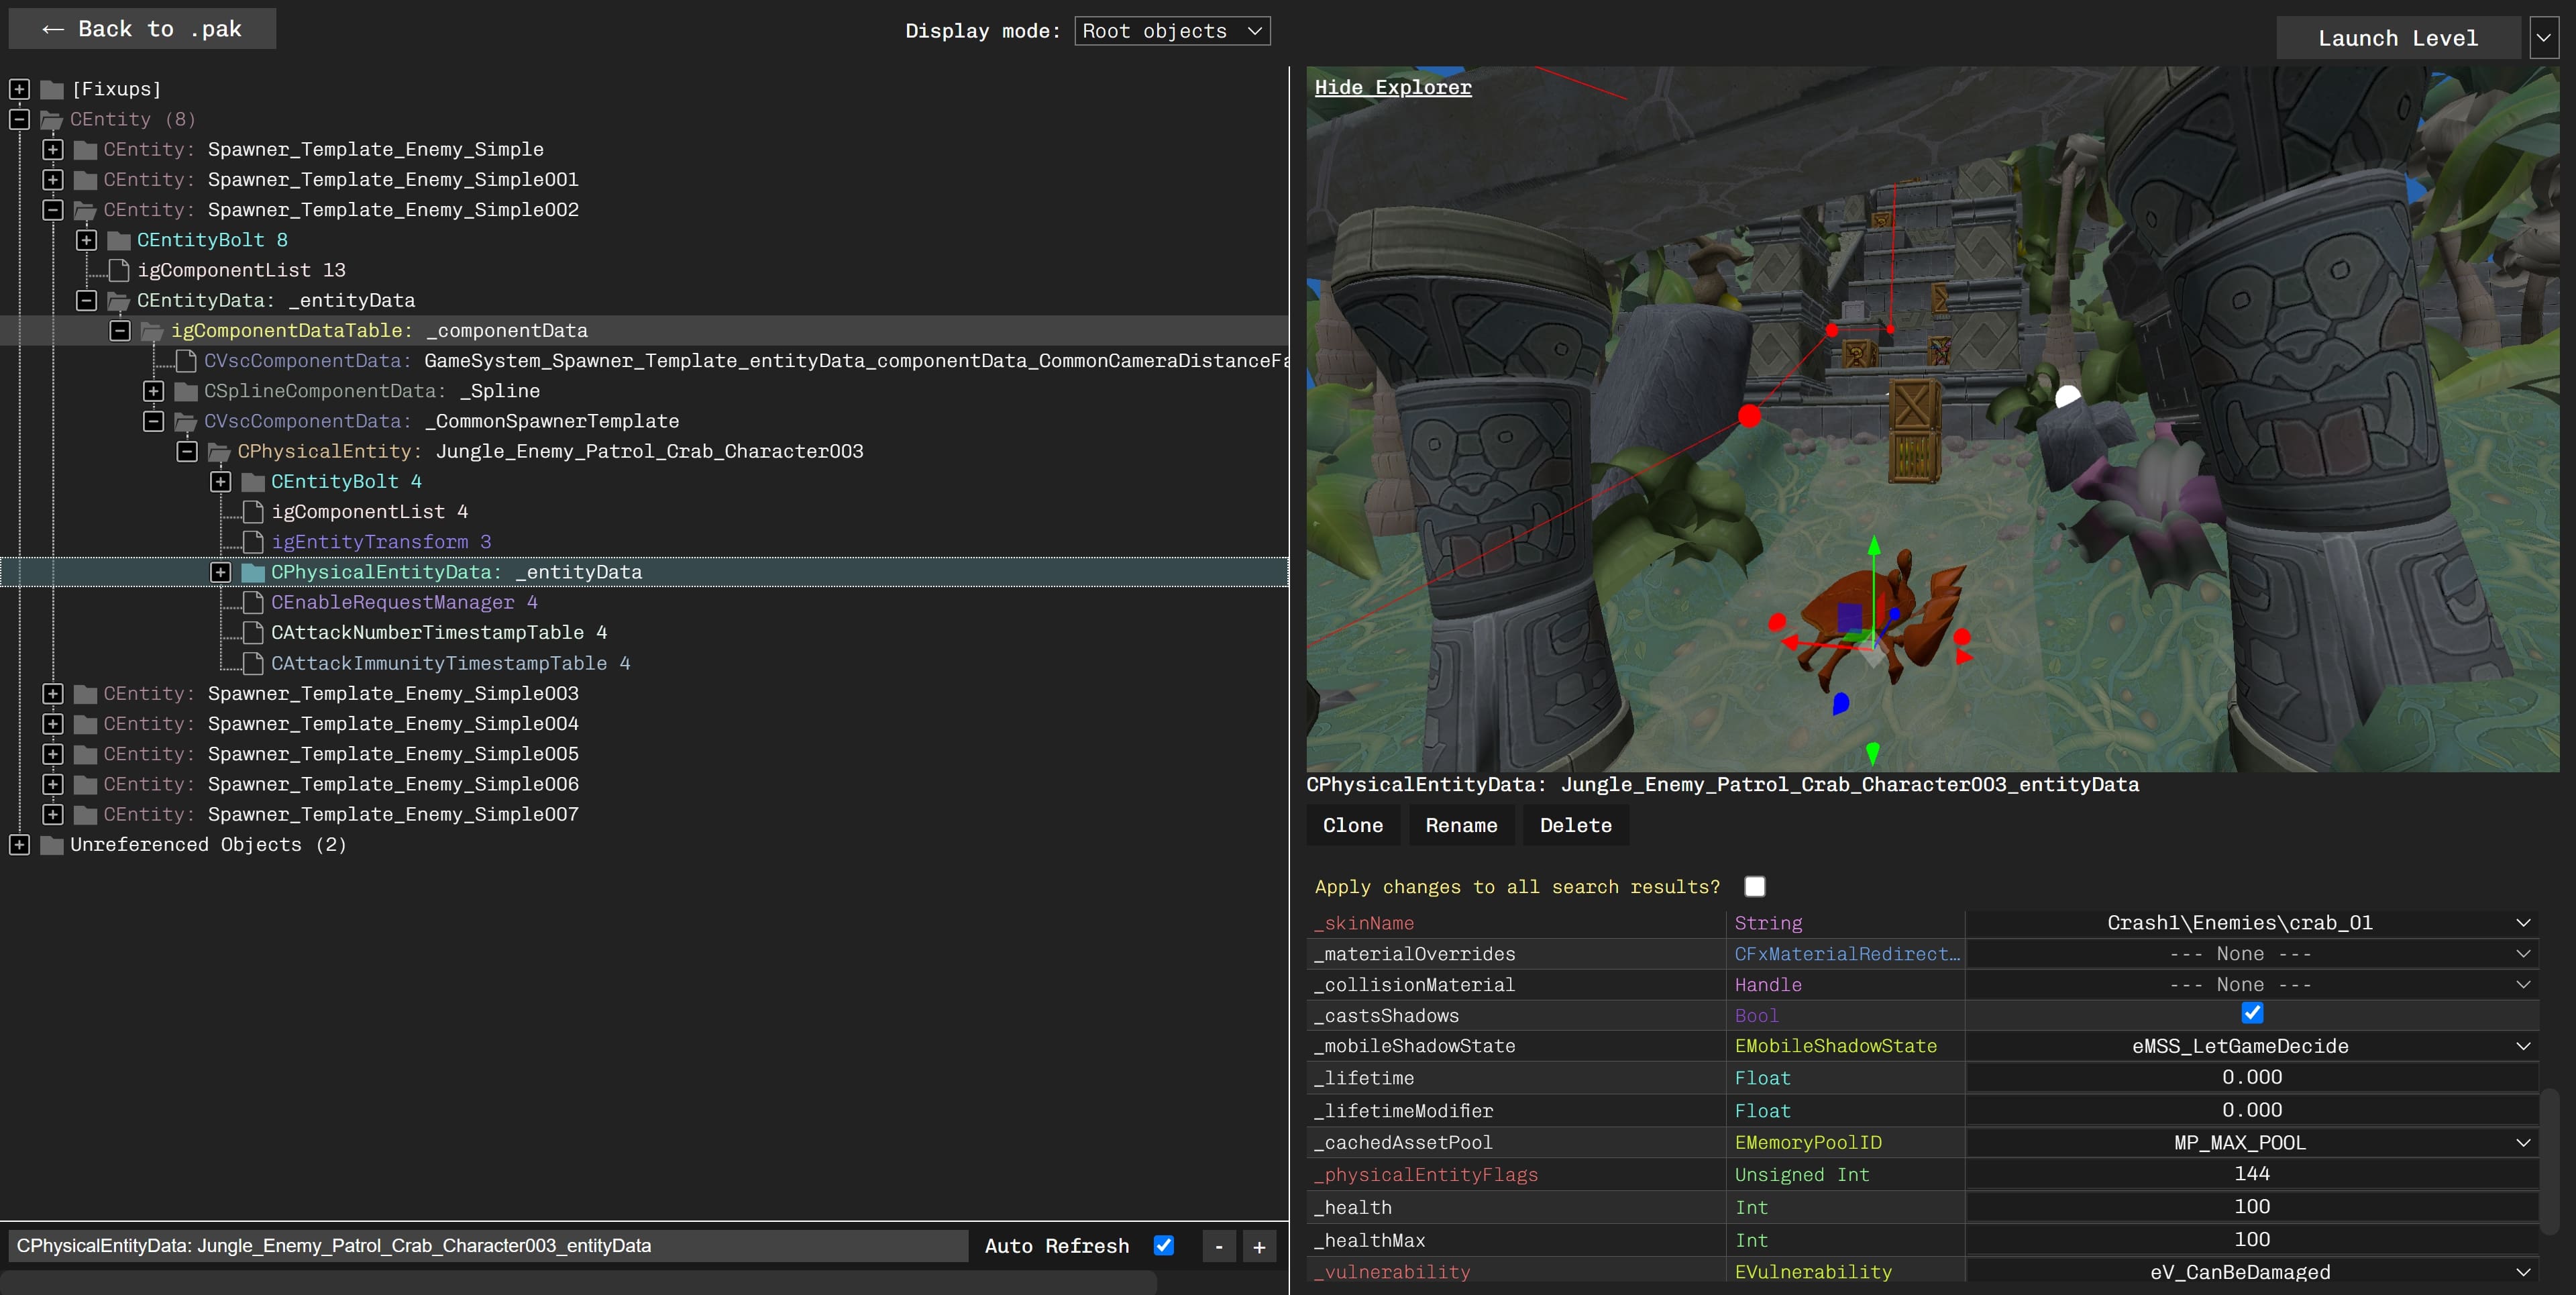 ← Back to .pak
Display mode: Root objects
Launch Level
[Fixups]
CEntity (8)
CEntity: Spawner_Template_Enemy_Simple
CEntity: Spawner_Template_Enemy_Simple001
CEntity: Spawner_Template_Enemy_Simple002
CEntityBolt 8
igComponentList 13
CEntityData: _entityData
igComponentDataTable: _componentData
CVscComponentData: GameSystem_Spawner_Template_entityData_componentData_CommonCameraDistanceFa
CSplineComponentData: _Spline
CVscComponentData: _CommonSpawnerTemplate
CPhysicalEntity: Jungle_Enemy_Patrol_Crab_Character003
CEntityBolt 4
igComponentList 4
igEntityTransform 3
CPhysicalEntityData: _entityData
CEnableRequestManager 4
CAttackNumberTimestampTable 4
CAttackImmunityTimestampTable 4
CEntity: Spawner_Template_Enemy_Simple003
CEntity: Spawner_Template_Enemy_Simple004
CEntity: Spawner_Template_Enemy_Simple005
CEntity: Spawner_Template_Enemy_Simple006
CEntity: Spawner_Template_Enemy_Simple007
Unreferenced Objects (2)
CPhysicalEntityData: Jungle_Enemy_Patrol_Crab_Character003_entityData
Auto Refresh - +
Hide Explorer
CPhysicalEntityData: Jungle_Enemy_Patrol_Crab_Character003_entityData
Clone Rename Delete
Apply changes to all search results?
_skinName String Crash1\Enemies\crab_01
_materialOverrides CFxMaterialRedirect… --- None ---
_collisionMaterial Handle --- None ---
_castsShadows Bool
_mobileShadowState EMobileShadowState eMSS_LetGameDecide
_lifetime Float 0.000
_lifetimeModifier Float 0.000
_cachedAssetPool EMemoryPoolID MP_MAX_POOL
_physicalEntityFlags Unsigned Int 144
_health Int 100
_healthMax Int 100
_vulnerability EVulnerability eV_CanBeDamaged